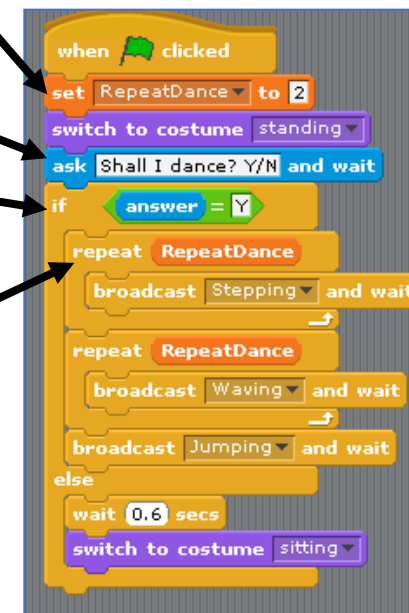 when clicked
set RepeatDance to 2
switch to costume standing
ask Shall I dance? Y/N and wait
if answer = Y
repeat RepeatDance
broadcast Stepping and wait
repeat RepeatDance
broadcast Waving and wait
broadcast Jumping and wait
else
wait 0.6 secs
switch to costume sitting